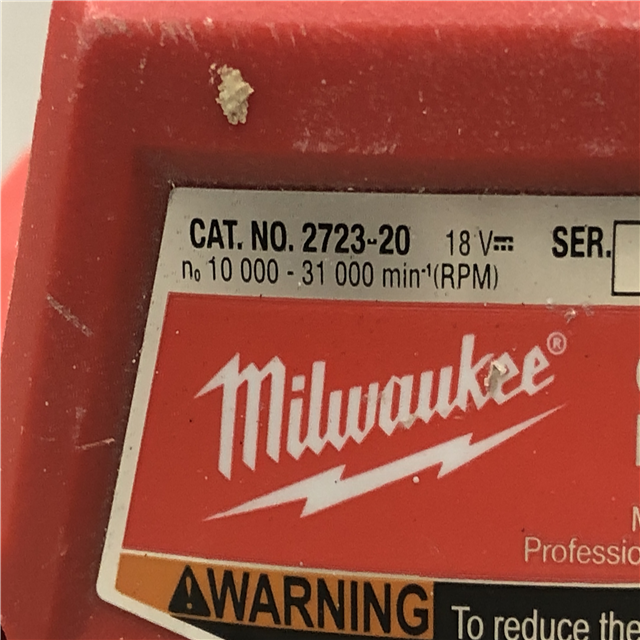 CAT. NO. 2723-20 18 V⎓ SER.
n₀ 10 000 - 31 000 min⁻¹(RPM)
Milwaukee®
⚠WARNING To reduce the